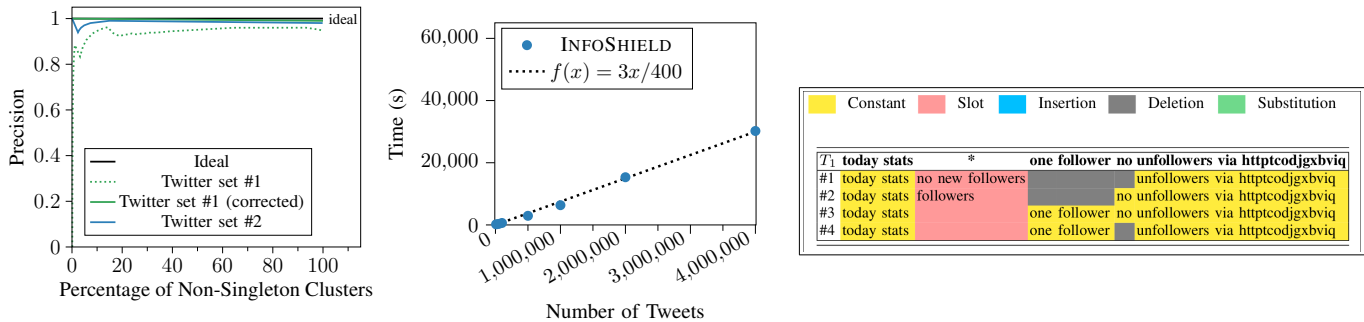 1
0.8
0.6
0.4
0.2
0
0 20 40 60 80 100
Precision
Percentage of Non-Singleton Clusters
ideal
Ideal
Twitter set #1
Twitter set #1 (corrected)
Twitter set #2
60,000
40,000
20,000
0
Time (s)
0
1,000,000
2,000,000
3,000,000
4,000,000
Number of Tweets
INFOSHIELD
f(x) = 3x/400
Constant Slot Insertion Deletion Substitution
T1 today stats * one follower no unfollowers via httptcodjgxbviq
#1 today stats no new followers unfollowers via httptcodjgxbviq
#2 today stats followers no unfollowers via httptcodjgxbviq
#3 today stats one follower no unfollowers via httptcodjgxbviq
#4 today stats one follower unfollowers via httptcodjgxbviq